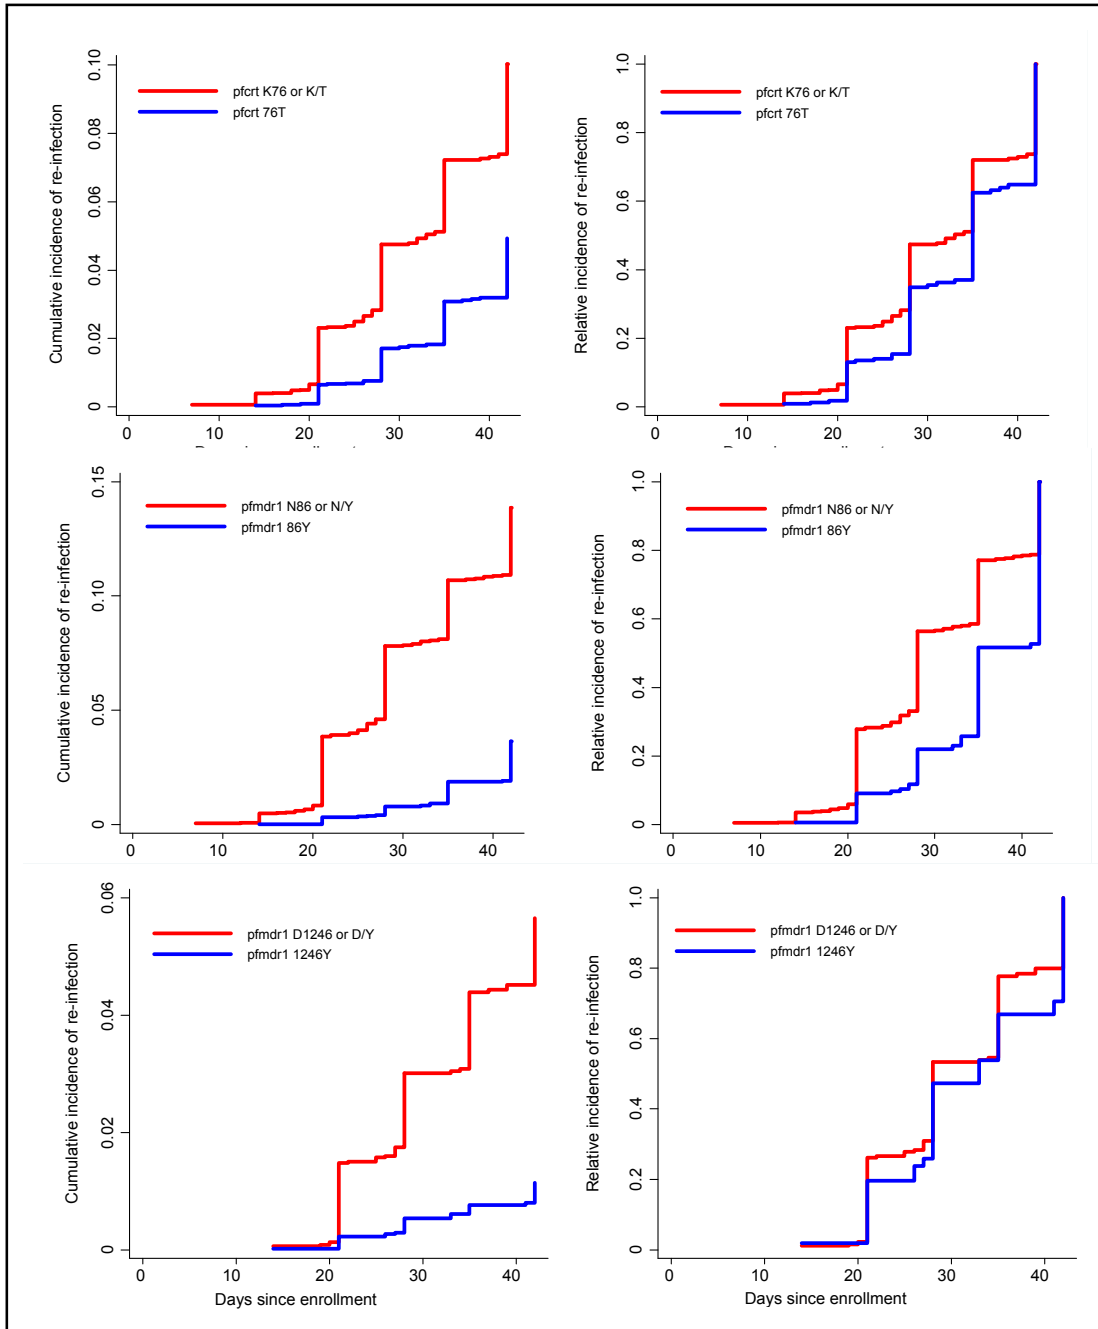 pfcrt K76 or K/T
pfcrt 76T
Cumulative incidence of re-infection
0.10
0.08
0.06
0.04
0.02
0
0 10 20 30 40
pfcrt K76 or K/T
pfcrt 76T
Relative incidence of re-infection
1.0
0.8
0.6
0.4
0.2
0
0 10 20 30 40
pfmdr1 N86 or N/Y
pfmdr1 86Y
Cumulative incidence of re-infection
0.15
0.10
0.05
0
0 10 20 30 40
pfmdr1 N86 or N/Y
pfmdr1 86Y
Relative incidence of re-infection
1.0
0.8
0.6
0.4
0.2
0
0 10 20 30 40
pfmdr1 D1246 or D/Y
pfmdr1 1246Y
Cumulative incidence of re-infection
0.06
0.04
0.02
0
0 10 20 30 40
Days since enrollment
pfmdr1 D1246 or D/Y
pfmdr1 1246Y
Relative incidence of re-infection
1.0
0.8
0.6
0.4
0.2
0
0 10 20 30 40
Days since enrollment